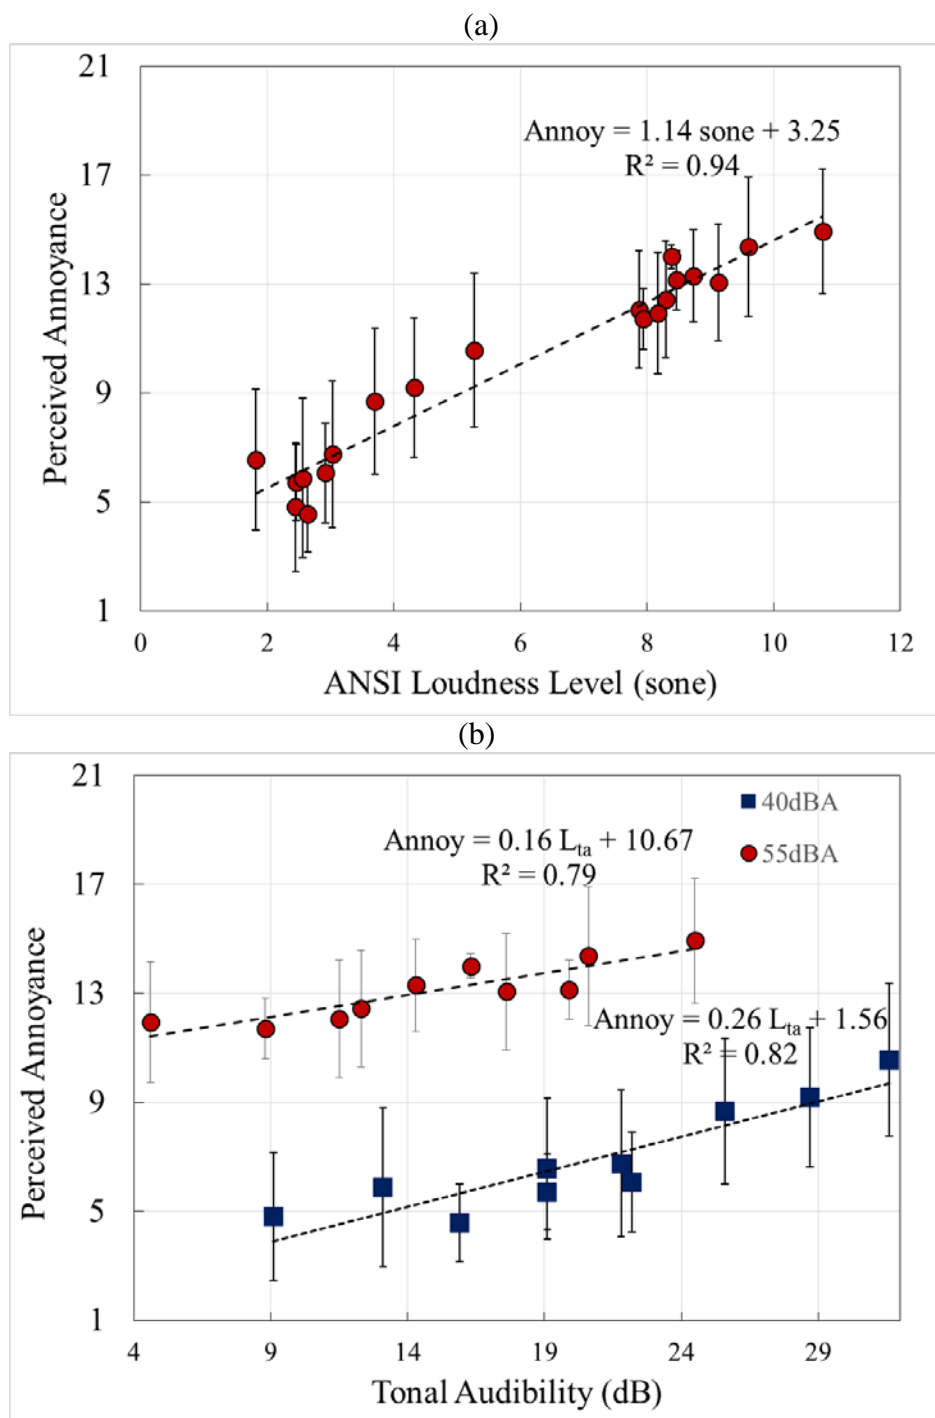 (a)
21
Annoy = 1.14 sone + 3.25
R² = 0.94
17
Perceived Annoyance
13
9
5
1
0 2 4 6 8 10 12
ANSI Loudness Level (sone)
(b)
21
40dBA
Annoy = 0.16 Lta + 10.67
55dBA
R² = 0.79
17
Perceived Annoyance
13
Annoy = 0.26 Lta + 1.56
R² = 0.82
9
5
1
4 9 14 19 24 29
Tonal Audibility (dB)